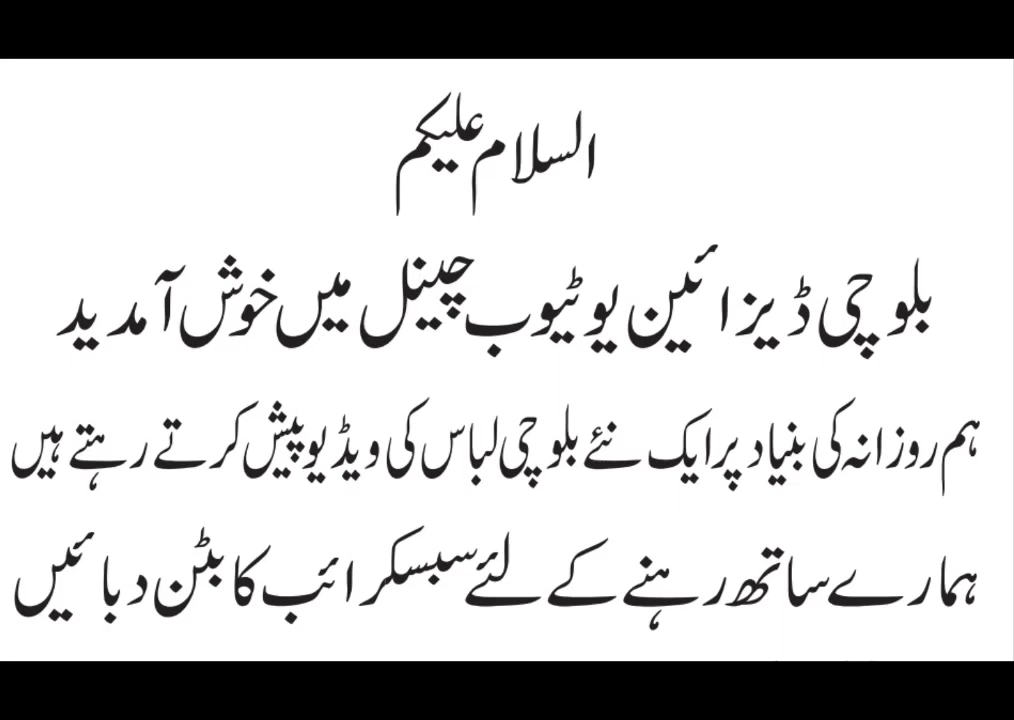 السلام علیکم
بلوچی ڈیزائین یوٹیوب چینل میں خوش آمدید
ہم روزانہ کی بنیاد پر ایک نئے بلوچی لباس کی ویڈیو پیش کرتے رہتے ہیں
ہمارے ساتھ رہنے کے لئے سبسکرائب کا بٹن دبائیں